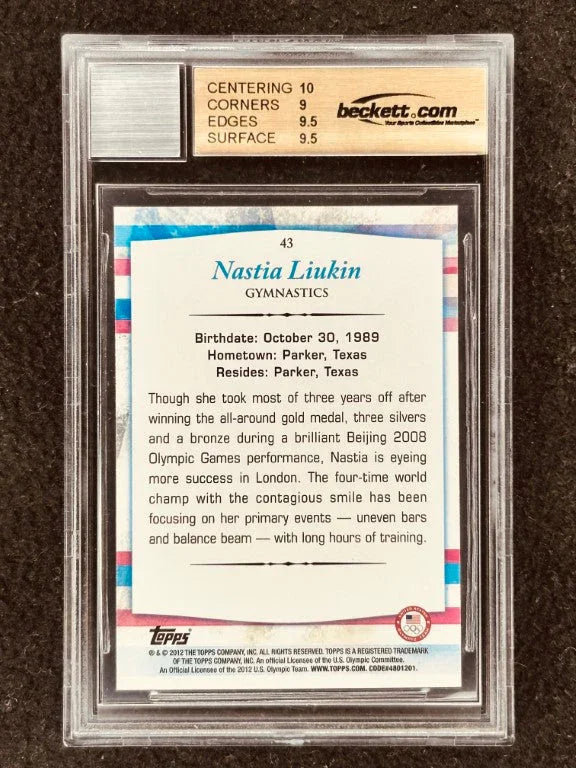 CENTERING 10
CORNERS 9
EDGES 9.5
SURFACE 9.5
beckett.com
Your Sports Collectibles Marketplace™
43
Nastia Liukin
GYMNASTICS
Birthdate: October 30, 1989
Hometown: Parker, Texas
Resides: Parker, Texas
Though she took most of three years off after
winning the all-around gold medal, three silvers
and a bronze during a brilliant Beijing 2008
Olympic Games performance, Nastia is eyeing
more success in London. The four-time world
champ with the contagious smile has been
focusing on her primary events — uneven bars
and balance beam — with long hours of training.
Topps
® & © 2012 THE TOPPS COMPANY, INC. ALL RIGHTS RESERVED. TOPPS IS A REGISTERED TRADEMARK
OF THE TOPPS COMPANY, INC. An official Licensee of the U.S. Olympic Committee.
An Official Licensee of the 2012 U.S. Olympic Team. WWW.TOPPS.COM. CODE#4801201.